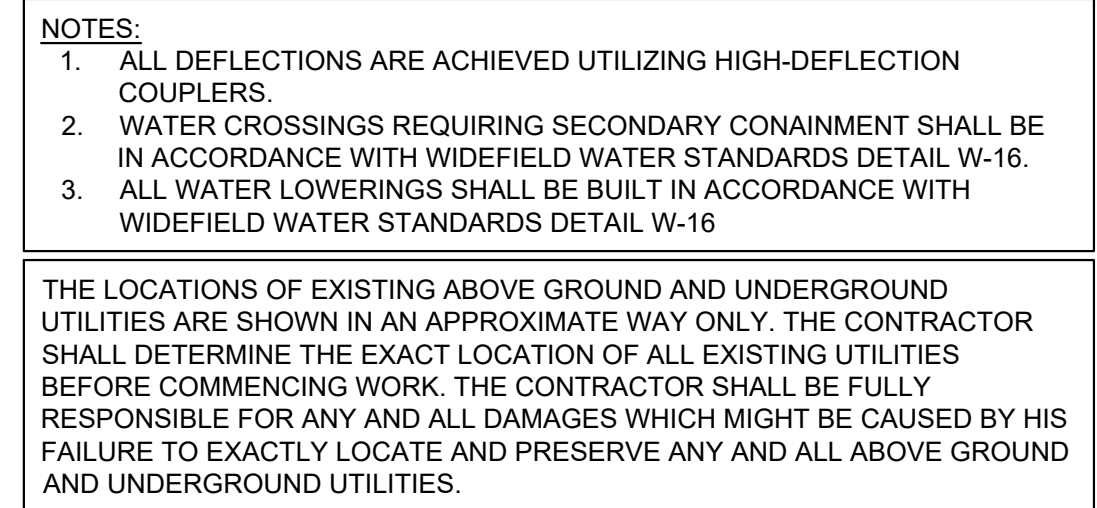 NOTES:
1. ALL DEFLECTIONS ARE ACHIEVED UTILIZING HIGH-DEFLECTION
COUPLERS.
2. WATER CROSSINGS REQUIRING SECONDARY CONAINMENT SHALL BE
IN ACCORDANCE WITH WIDEFIELD WATER STANDARDS DETAIL W-16.
3. ALL WATER LOWERINGS SHALL BE BUILT IN ACCORDANCE WITH
WIDEFIELD WATER STANDARDS DETAIL W-16
THE LOCATIONS OF EXISTING ABOVE GROUND AND UNDERGROUND
UTILITIES ARE SHOWN IN AN APPROXIMATE WAY ONLY. THE CONTRACTOR
SHALL DETERMINE THE EXACT LOCATION OF ALL EXISTING UTILITIES
BEFORE COMMENCING WORK. THE CONTRACTOR SHALL BE FULLY
RESPONSIBLE FOR ANY AND ALL DAMAGES WHICH MIGHT BE CAUSED BY HIS
FAILURE TO EXACTLY LOCATE AND PRESERVE ANY AND ALL ABOVE GROUND
AND UNDERGROUND UTILITIES.